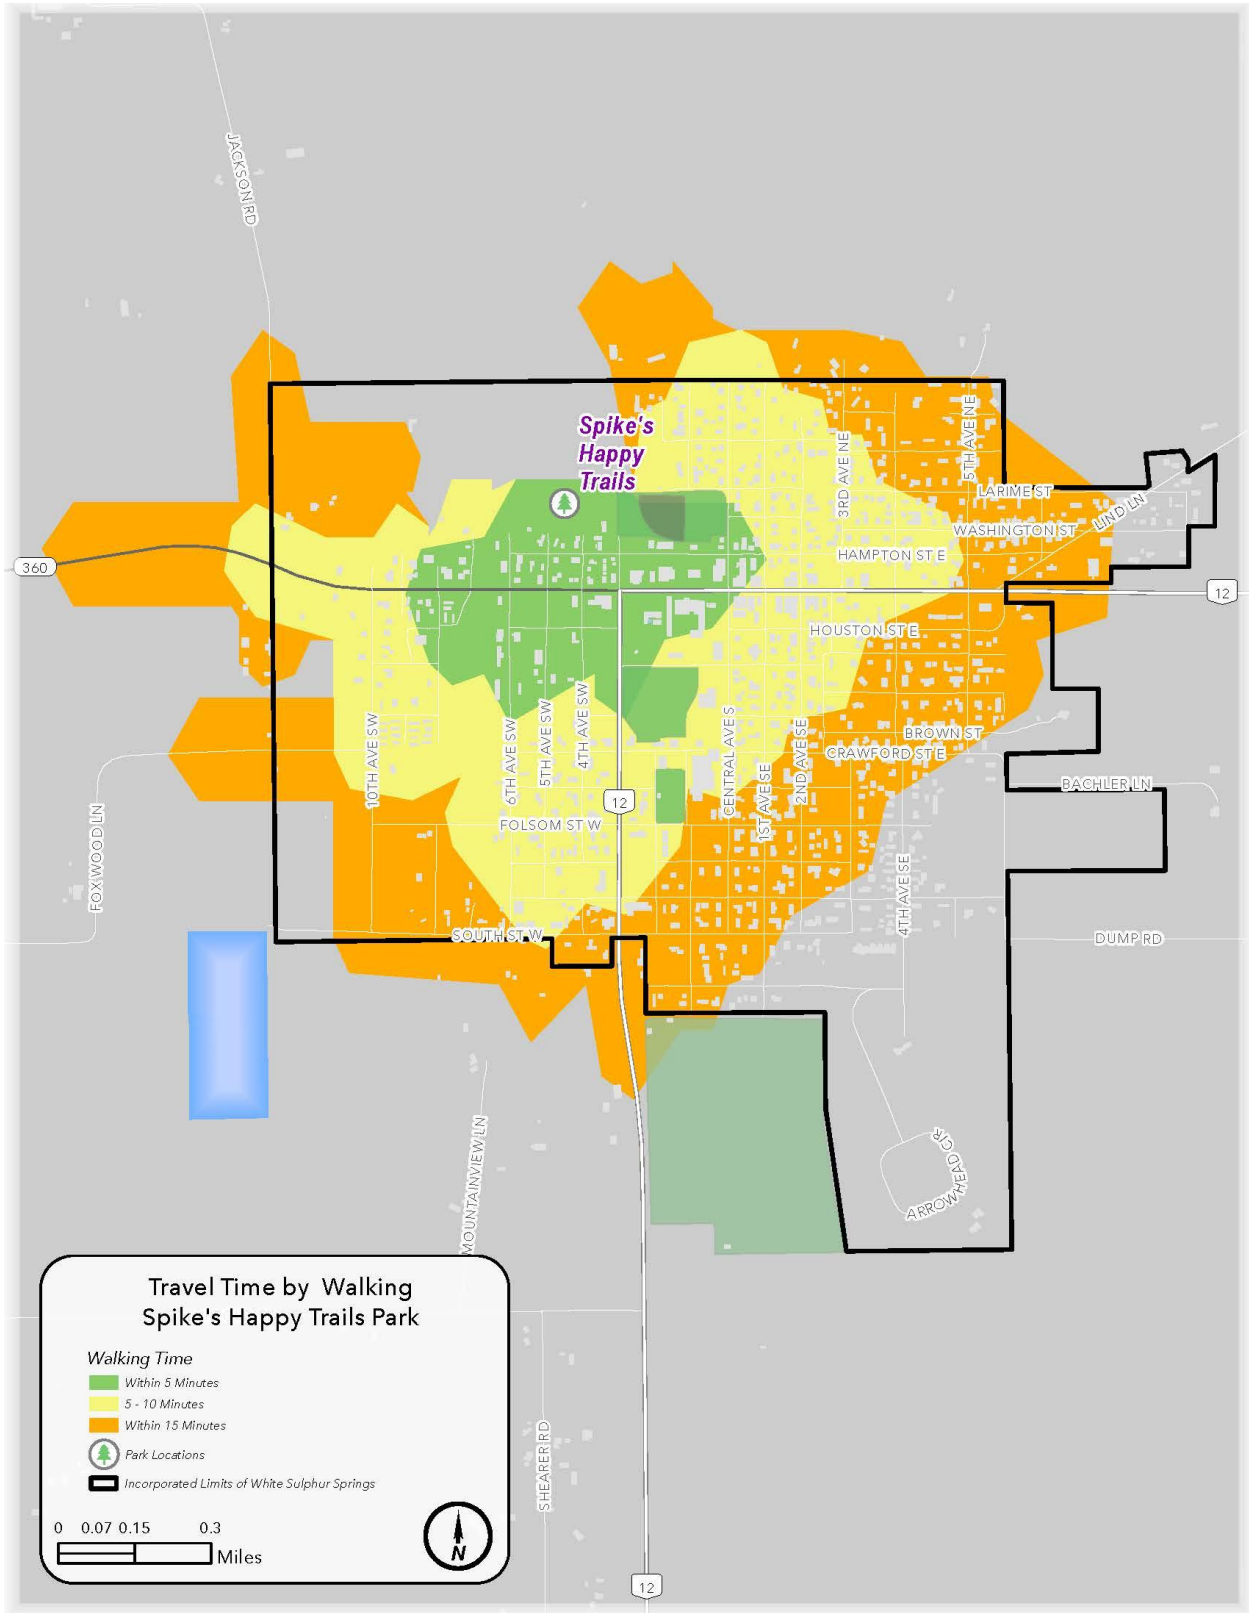 JACKSON RD
Spike's
Happy
Trails
3RD AVE NE
5TH AVE NE
LARIME ST
LIND LN
WASHINGTON ST
HAMPTON ST E
360
12
HOUSTON ST E
10TH AVE SW
6TH AVE SW
5TH AVE SW
4TH AVE SW
CENTRAL AVE S
1ST AVE SE
2ND AVE SE
BROWN ST
CRAWFORD ST E
BACHLER LN
12
FOLSOM ST W
FOXWOOD LN
4TH AVE SE
SOUTH ST W
DUMP RD
MOUNTAINVIEW LN
ARROWHEAD CIR
Travel Time by Walking
Spike's Happy Trails Park
Walking Time
Within 5 Minutes
5 - 10 Minutes
Within 15 Minutes
Park Locations
Incorporated Limits of White Sulphur Springs
0 0.07 0.15 0.3
Miles
N
SHEARER RD
12